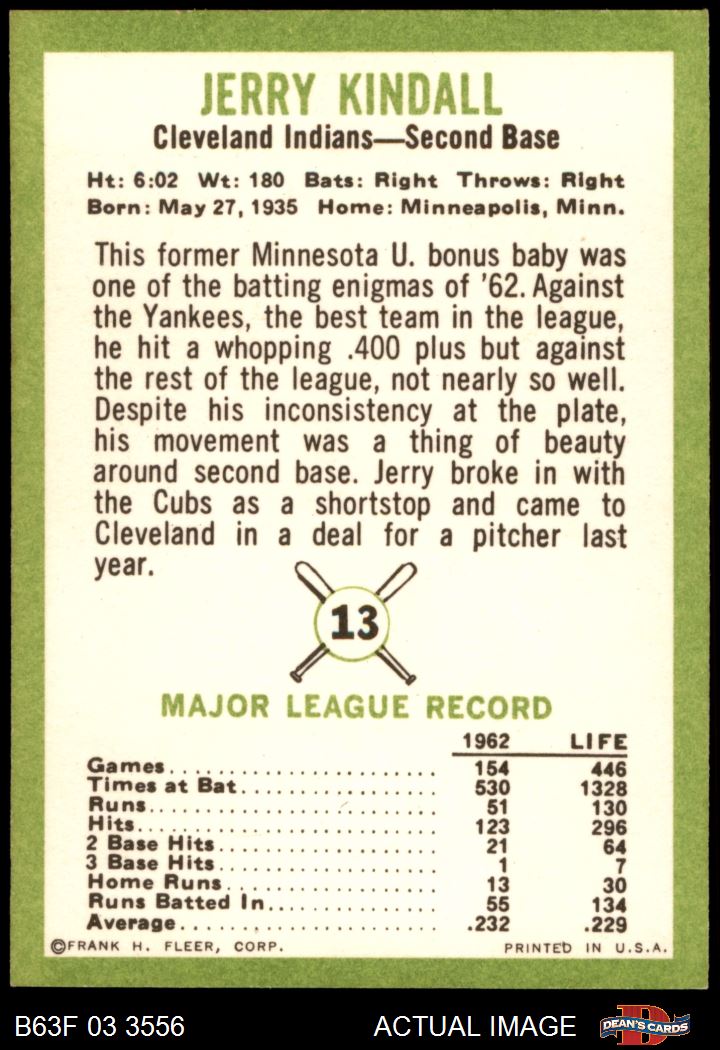 JERRY KINDALL
Cleveland Indians—Second Base
Ht: 6:02 Wt: 180 Bats: Right Throws: Right
Born: May 27, 1935 Home: Minneapolis, Minn.
This former Minnesota U. bonus baby was
one of the batting enigmas of '62. Against
the Yankees, the best team in the league,
he hit a whopping .400 plus but against
the rest of the league, not nearly so well.
Despite his inconsistency at the plate,
his movement was a thing of beauty
around second base. Jerry broke in with
the Cubs as a shortstop and came to
Cleveland in a deal for a pitcher last
year.
13
MAJOR LEAGUE RECORD
1962 LIFE
Games 154 446
Times at Bat 530 1328
Runs 51 130
Hits 123 296
2 Base Hits 21 64
3 Base Hits 1 7
Home Runs 13 30
Runs Batted In 55 134
Average .232 .229
©FRANK H. FLEER, CORP. PRINTED IN U.S.A.
B63F 03 3556 ACTUAL IMAGE D DEAN'S CARDS